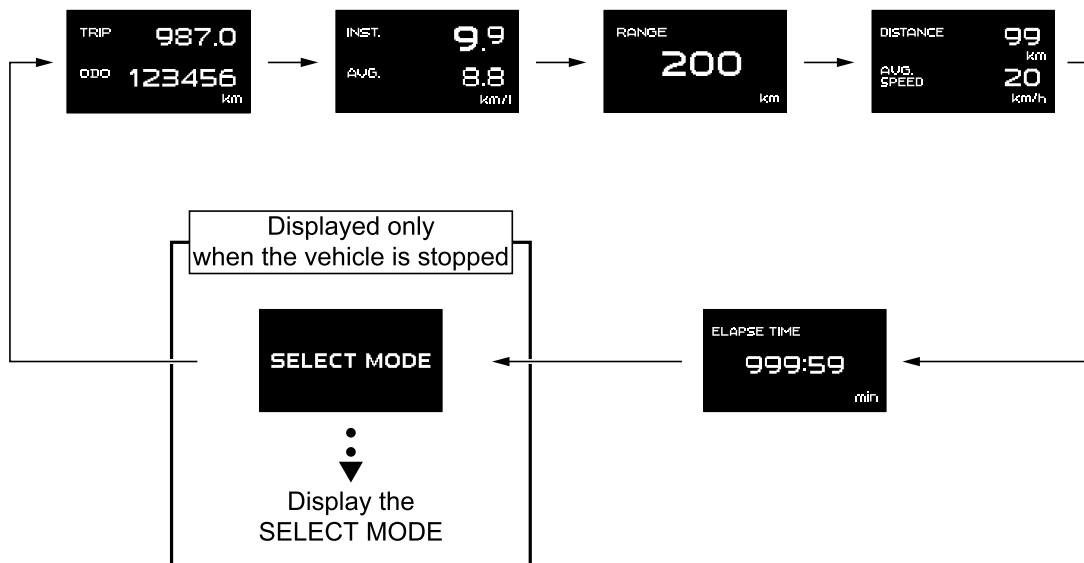 TRIP 987.0
ODO 123456
km
INST. 9.9
AVG. 8.8
km/l
RANGE
200
km
DISTANCE 99
km
AVG.
SPEED 20
km/h
Displayed only
when the vehicle is stopped
SELECT MODE
Display the
SELECT MODE
ELAPSE TIME
999:59
min